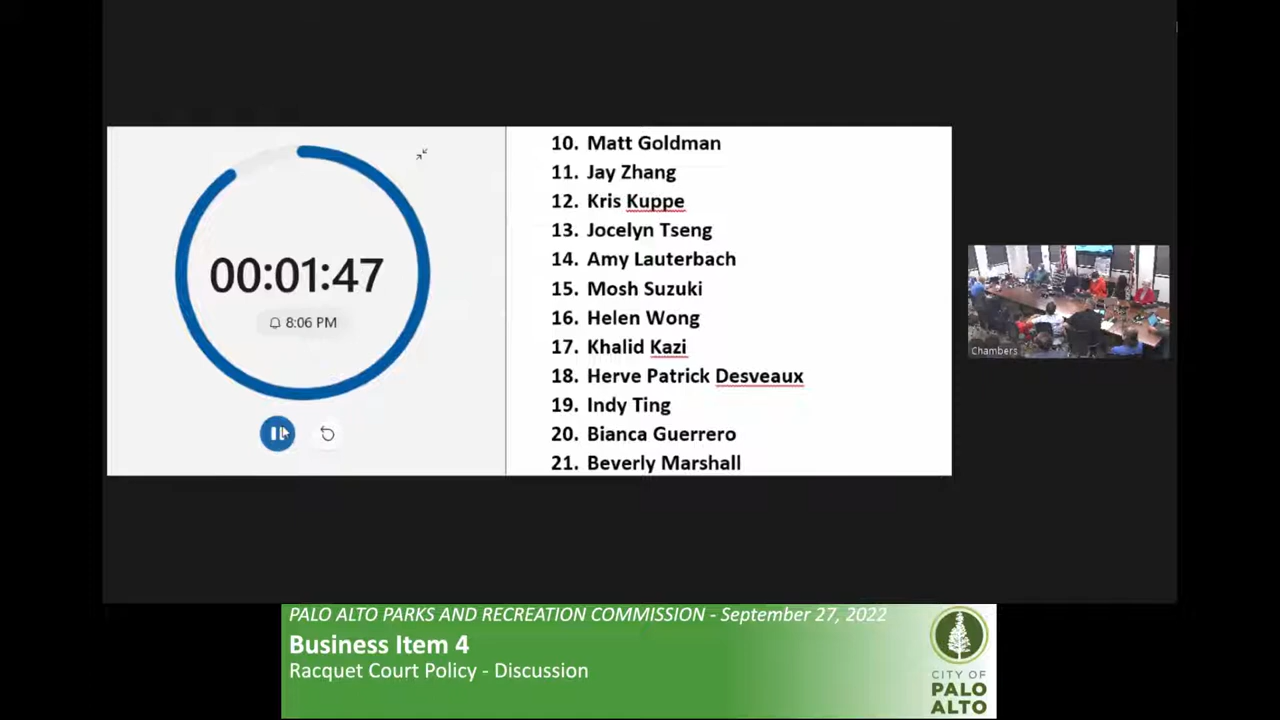 00:01:47
8:06 PM
10. Matt Goldman
11. Jay Zhang
12. Kris Kuppe
13. Jocelyn Tseng
14. Amy Lauterbach
15. Mosh Suzuki
16. Helen Wong
17. Khalid Kazi
18. Herve Patrick Desveaux
19. Indy Ting
20. Bianca Guerrero
21. Beverly Marshall
Chambers
PALO ALTO PARKS AND RECREATION COMMISSION - September 27, 2022
Business Item 4
Racquet Court Policy - Discussion
CITY OF
PALO
ALTO